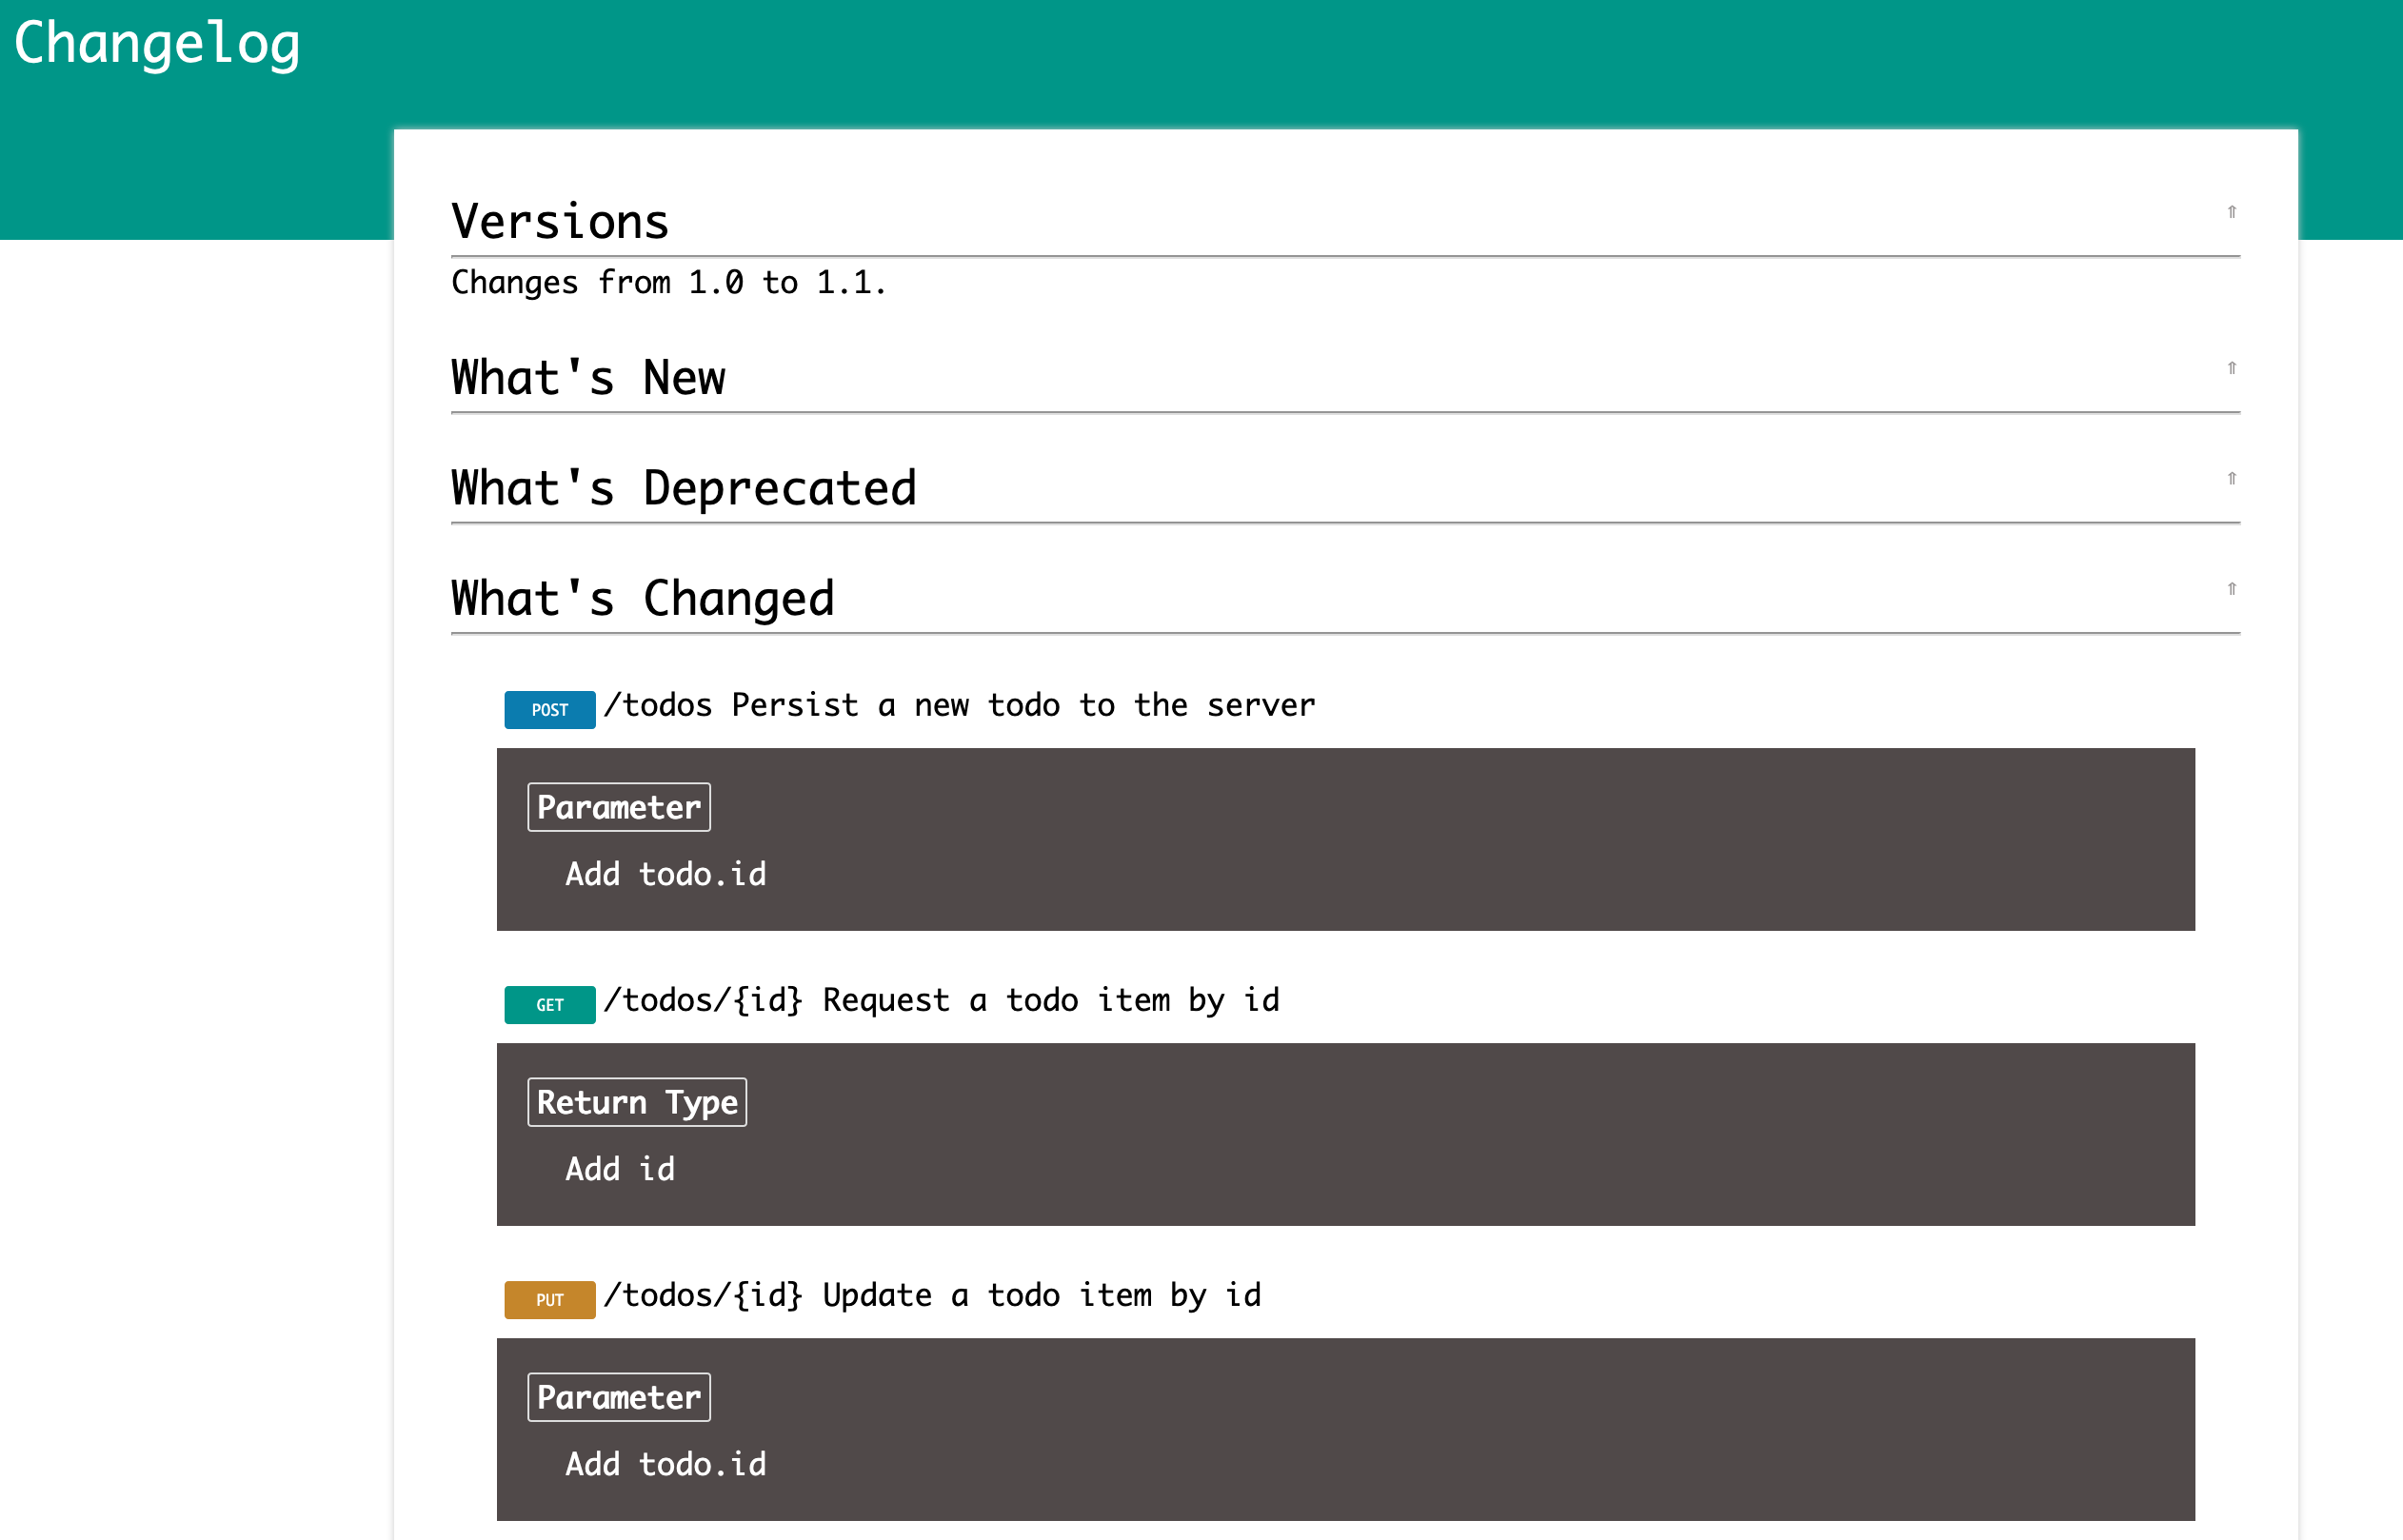 Changelog
Versions
⇑
Changes from 1.0 to 1.1.
What's New
⇑
What's Deprecated
⇑
What's Changed
⇑
POST /todos Persist a new todo to the server
Parameter
Add todo.id
GET /todos/{id} Request a todo item by id
Return Type
Add id
PUT /todos/{id} Update a todo item by id
Parameter
Add todo.id